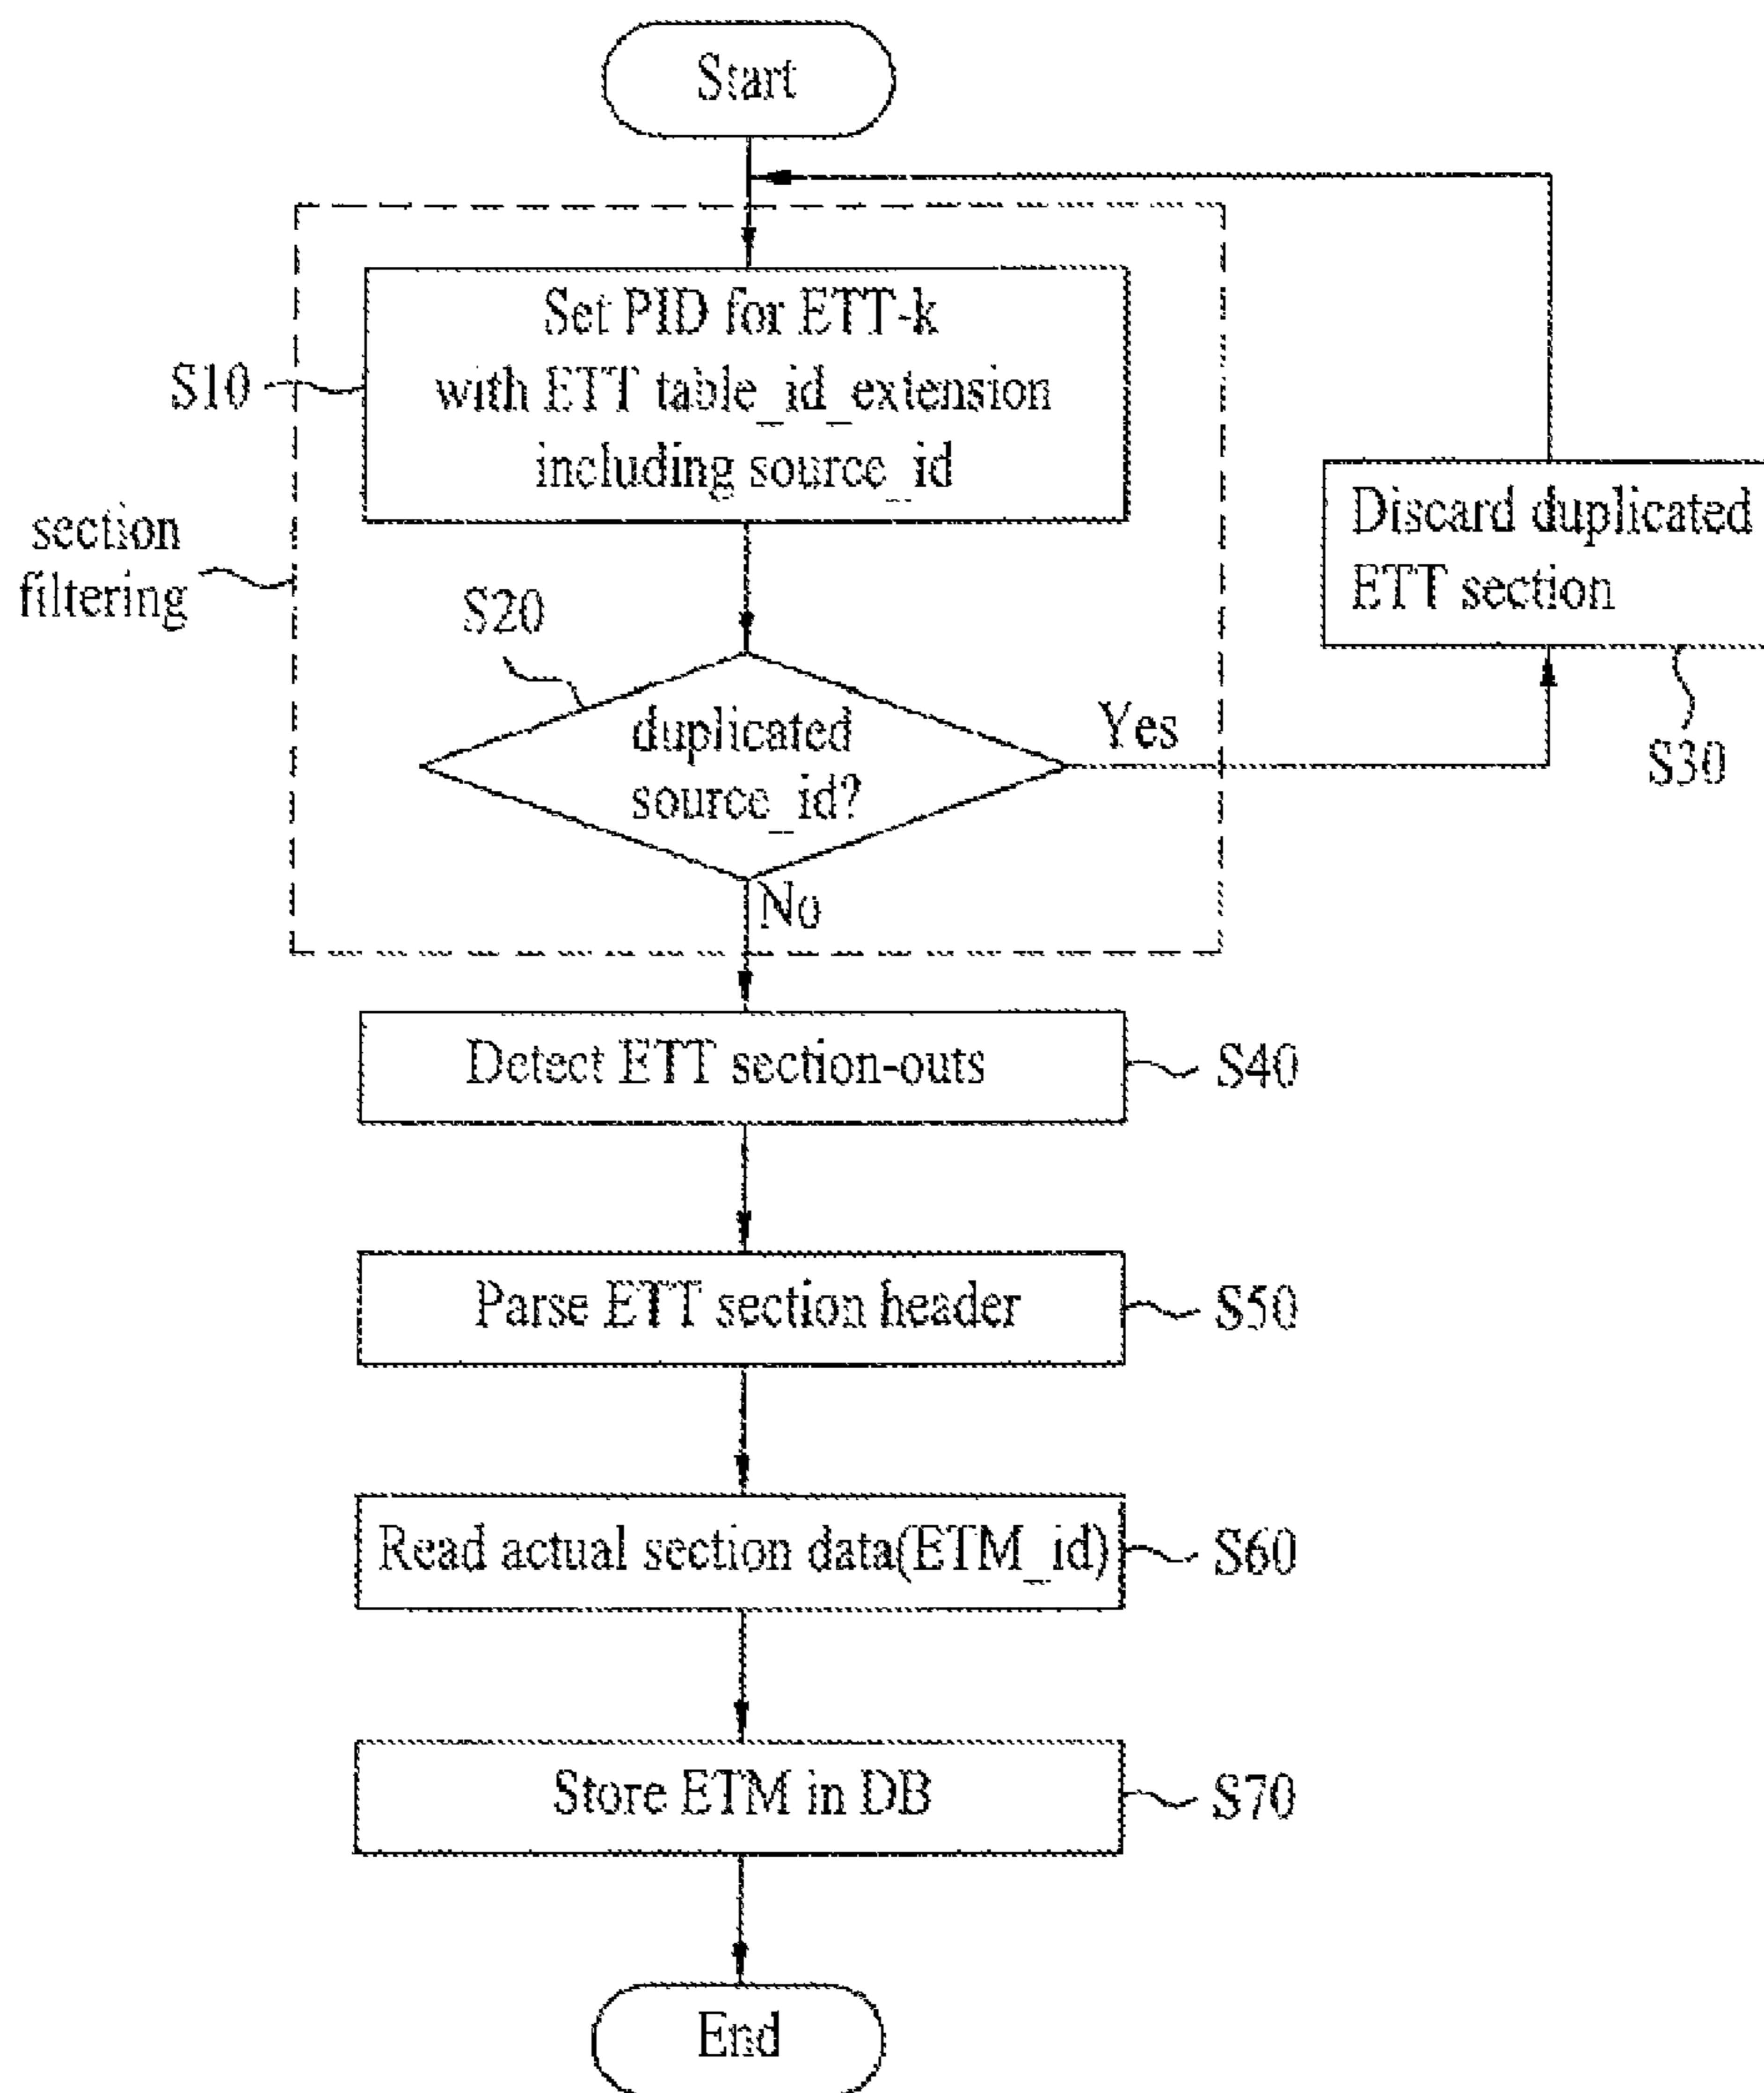 Start
Set PID for ETT-k
with ETT table_id_extension
including source_id
S10
section
filtering
Discard duplicated
ETT section
S30
S20
duplicated
source_id?
Yes
No
Detect ETT section-outs
S40
Parse ETT section header
S50
Read actual section data(ETM_id)
S60
Store ETM in DB
S70
End